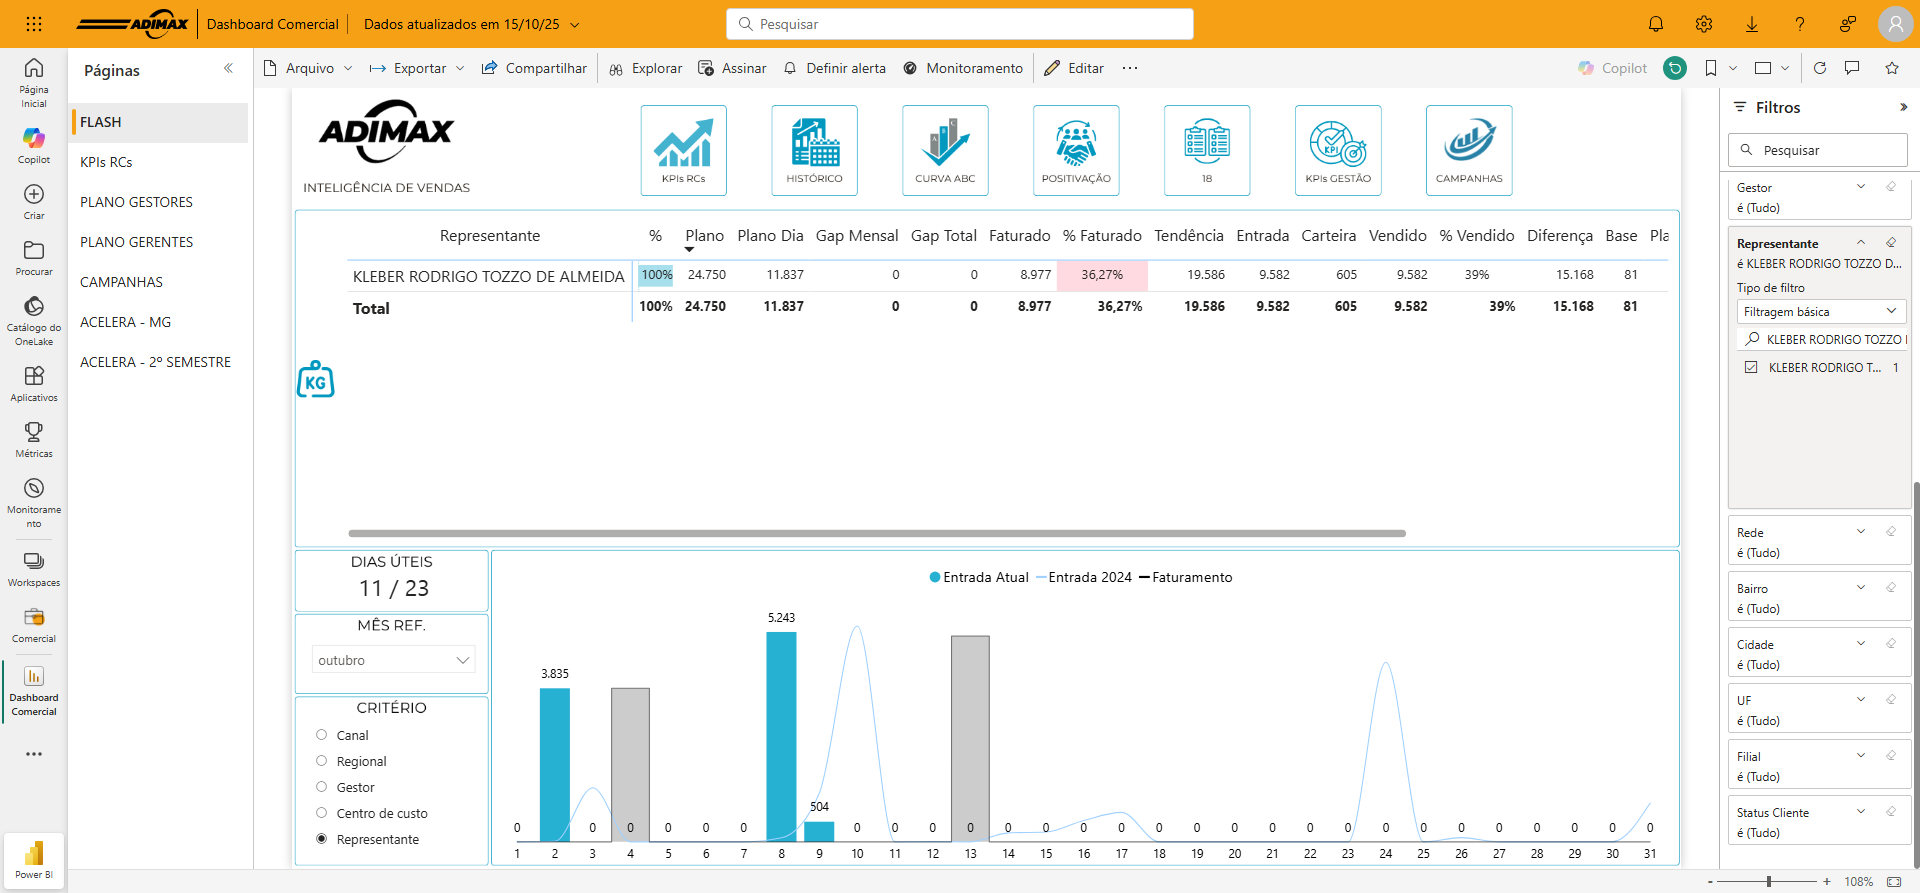 ADIMAX
Dashboard Comercial
Dados atualizados em 15/10/25
Pesquisar
Página Inicial
Copilot
Criar
Procurar
Catálogo do OneLake
Aplicativos
Métricas
Monitoramento
Workspaces
Comercial
Dashboard Comercial
Power BI
Páginas
FLASH
KPIs RCs
PLANO GESTORES
PLANO GERENTES
CAMPANHAS
ACELERA - MG
ACELERA - 2º SEMESTRE
Arquivo
Exportar
Compartilhar
Explorar
Assinar
Definir alerta
Monitoramento
Editar
Copilot
ADIMAX
INTELIGÊNCIA DE VENDAS
KPIs RCs
HISTÓRICO
A B C
CURVA ABC
POSITIVAÇÃO
18
KPI
KPIs GESTÃO
CAMPANHAS
Representante % Plano Plano Dia Gap Mensal Gap Total Faturado % Faturado Tendência Entrada Carteira Vendido % Vendido Diferença Base Pla
KLEBER RODRIGO TOZZO DE ALMEIDA 100% 24.750 11.837 0 0 8.977 36,27% 19.586 9.582 605 9.582 39% 15.168 81
Total 100% 24.750 11.837 0 0 8.977 36,27% 19.586 9.582 605 9.582 39% 15.168 81
KG
DIAS ÚTEIS
11 / 23
MÊS REF.
outubro
CRITÉRIO
Canal
Regional
Gestor
Centro de custo
Representante
Entrada Atual Entrada 2024 Faturamento
5.243
3.835
504
0 0 0 0 0 0 0 0 0 0 0 0 0 0 0 0 0 0 0 0 0 0 0 0 0 0 0 0
1 2 3 4 5 6 7 8 9 10 11 12 13 14 15 16 17 18 19 20 21 22 23 24 25 26 27 28 29 30 31
Filtros
Pesquisar
Gestor
é (Tudo)
Representante
é KLEBER RODRIGO TOZZO D...
Tipo de filtro
Filtragem básica
KLEBER RODRIGO TOZZO
KLEBER RODRIGO T... 1
Rede
é (Tudo)
Bairro
é (Tudo)
Cidade
é (Tudo)
UF
é (Tudo)
Filial
é (Tudo)
Status Cliente
é (Tudo)
- + 108%